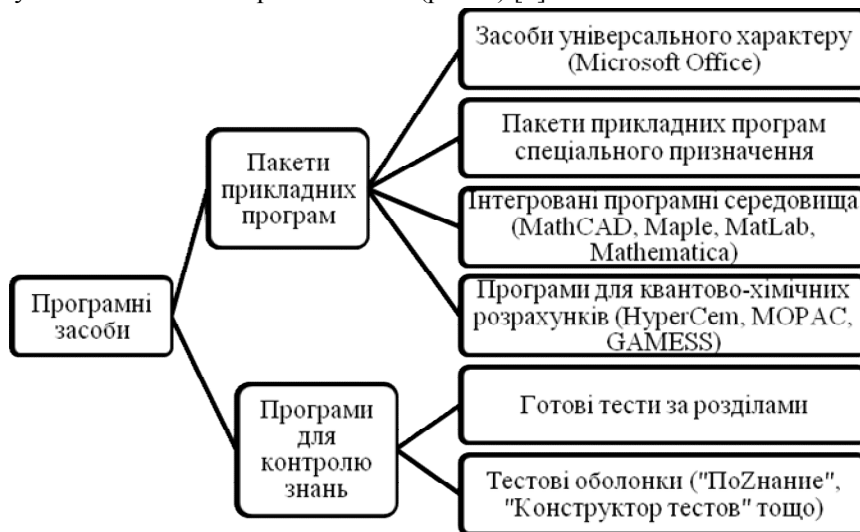 Засоби універсального характеру
(Microsoft Office)
Пакети прикладних програм
спеціального призначення
Пакети
прикладних
програм
Інтегровані програмні середовища
(MathCAD, Maple, MatLab,
Mathematica)
Програми для квантово-хімічних
розрахунків (HyperCem, MOPAC,
GAMESS)
Програмні
засоби
Програми
для
контролю
знань
Готові тести за розділами
Тестові оболонки ("ПоZнание",
"Конструктор тестов" тощо)